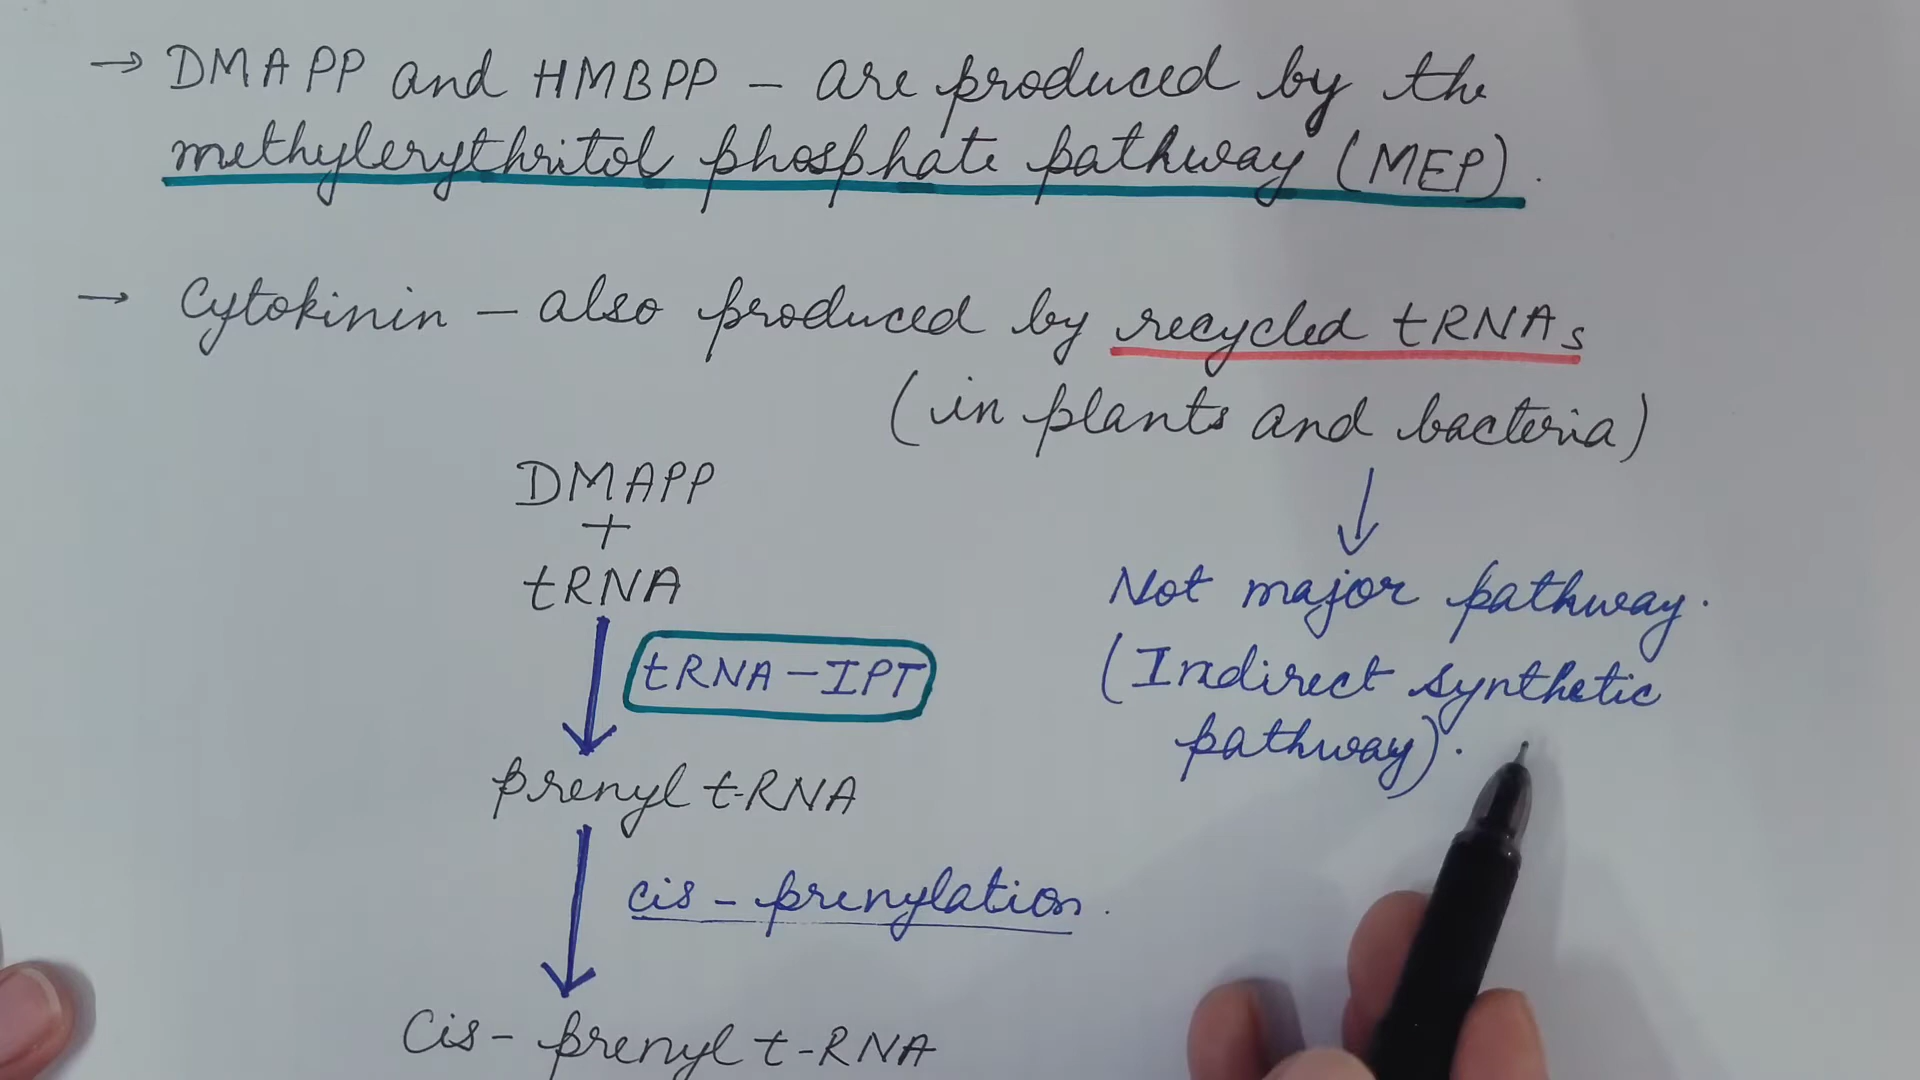 → DMAPP and HMBPP – are produced by the
methylerythritol phosphate pathway (MEP).
→ Cytokinin – also produced by recycled tRNAs
(in plants and bacteria)
↓
Not major pathway.
(Indirect synthetic
pathway).
DMAPP
+
tRNA
tRNA – IPT
prenyl t-RNA
cis – prenylation.
Cis – prenyl t-RNA